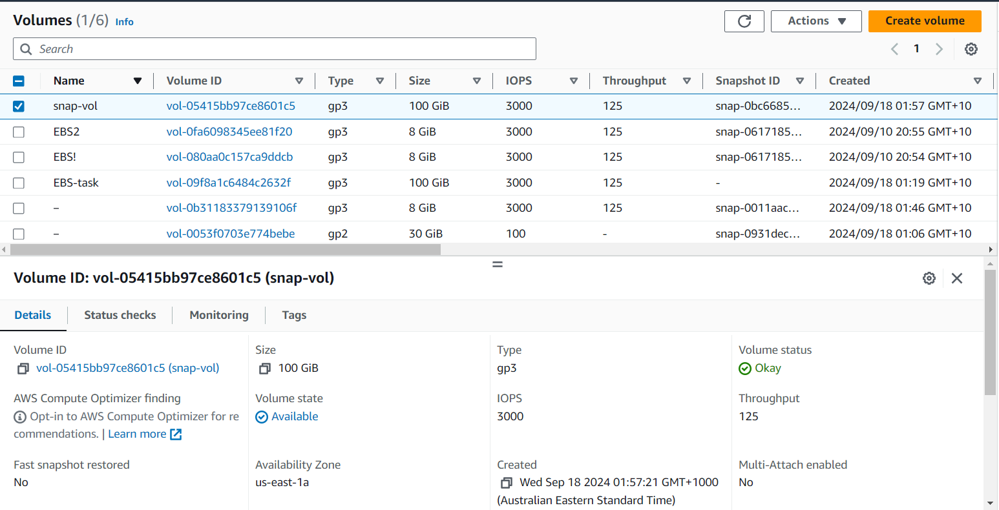 Volumes (1/6) Info
Actions
Create volume
Search
1
Name Volume ID Type Size IOPS Throughput Snapshot ID Created
snap-vol vol-05415bb97ce8601c5 gp3 100 GiB 3000 125 snap-0bc6685... 2024/09/18 01:57 GMT+10
EBS2 vol-0fa6098345ee81f20 gp3 8 GiB 3000 125 snap-0617185... 2024/09/10 20:55 GMT+10
EBS! vol-080aa0c157ca9ddcb gp3 8 GiB 3000 125 snap-0617185... 2024/09/10 20:54 GMT+10
EBS-task vol-09f8a1c6484c2632f gp3 100 GiB 3000 125 - 2024/09/18 01:19 GMT+10
– vol-0b31183379139106f gp3 8 GiB 3000 125 snap-0011aac... 2024/09/18 01:46 GMT+10
– vol-0053f0703e774bebe gp2 30 GiB 100 - snap-0931dec... 2024/09/18 01:06 GMT+10
Volume ID: vol-05415bb97ce8601c5 (snap-vol)
Details Status checks Monitoring Tags
Volume ID Size Type Volume status
vol-05415bb97ce8601c5 (snap-vol) 100 GiB gp3 Okay
AWS Compute Optimizer finding Volume state IOPS Throughput
Opt-in to AWS Compute Optimizer for re Available 3000 125
commendations. | Learn more
Fast snapshot restored Availability Zone Created Multi-Attach enabled
No us-east-1a Wed Sep 18 2024 01:57:21 GMT+1000 No
(Australian Eastern Standard Time)